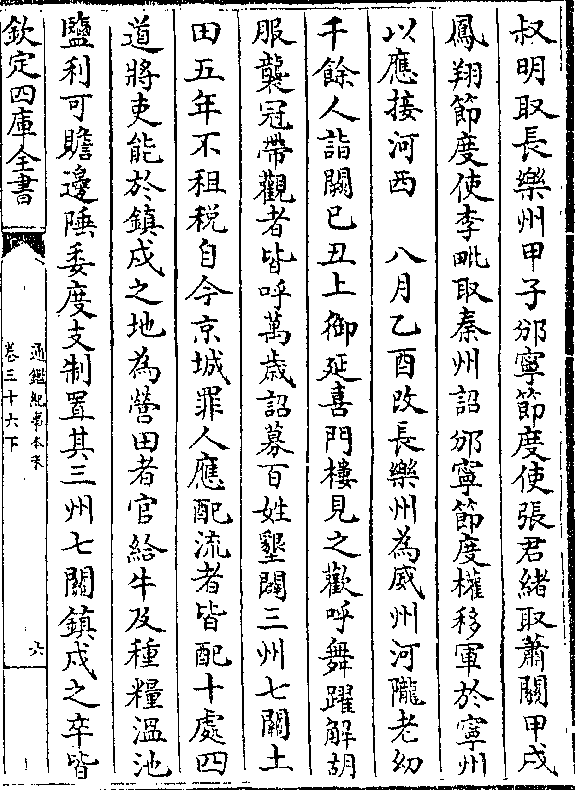 叔明取長樂州甲子邠寧節度使張君緒取蕭關甲戌
鳳翔節度使李玭取秦州詔邠寧節度權移軍於寧州
以應接河西　八月乙酉改長樂州為威州河隴老幼
千餘人詣闕己丑上御延喜門樓見之歡呼舞躍解胡
服襲冠帶觀者皆呼萬歲詔募百姓墾闢三州七關土
田五年不租稅自今京城罪人應配流者皆配十處四
道將吏能於鎮戍之地為營田者官給牛及種糧溫池
鹽利可贍邊陲委度支制置其三州七關鎮戍之卒皆
欽定四庫全書
通鑑紀事本末
卷三十六下
六